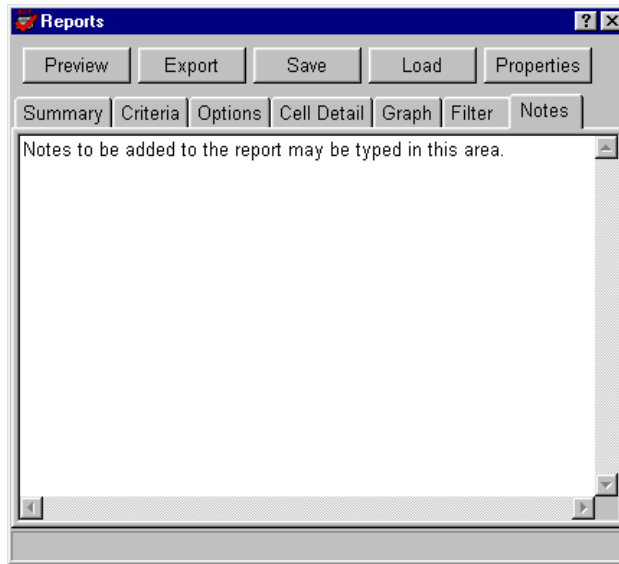 Reports
Preview Export Save Load Properties
Summary Criteria Options Cell Detail Graph Filter Notes
Notes to be added to the report may be typed in this area.